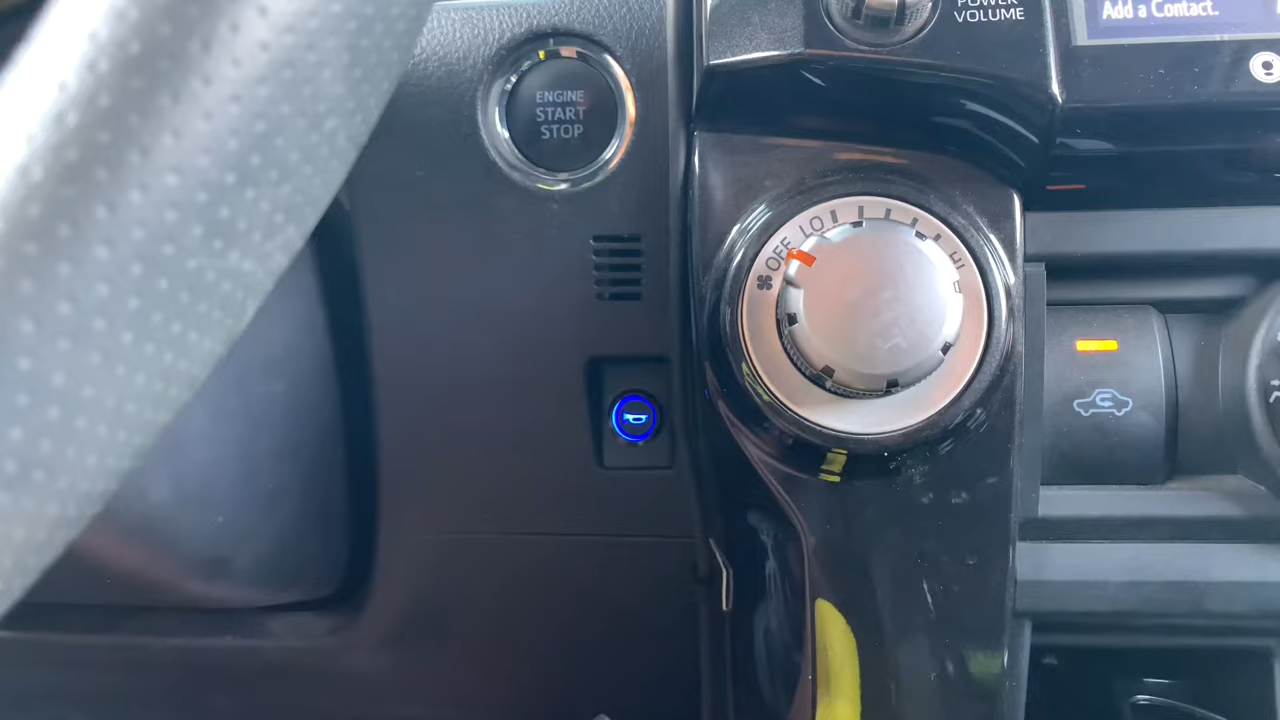 POWER
VOLUME
Add a Contact.
ENGINE
START
STOP
OFF LO HI